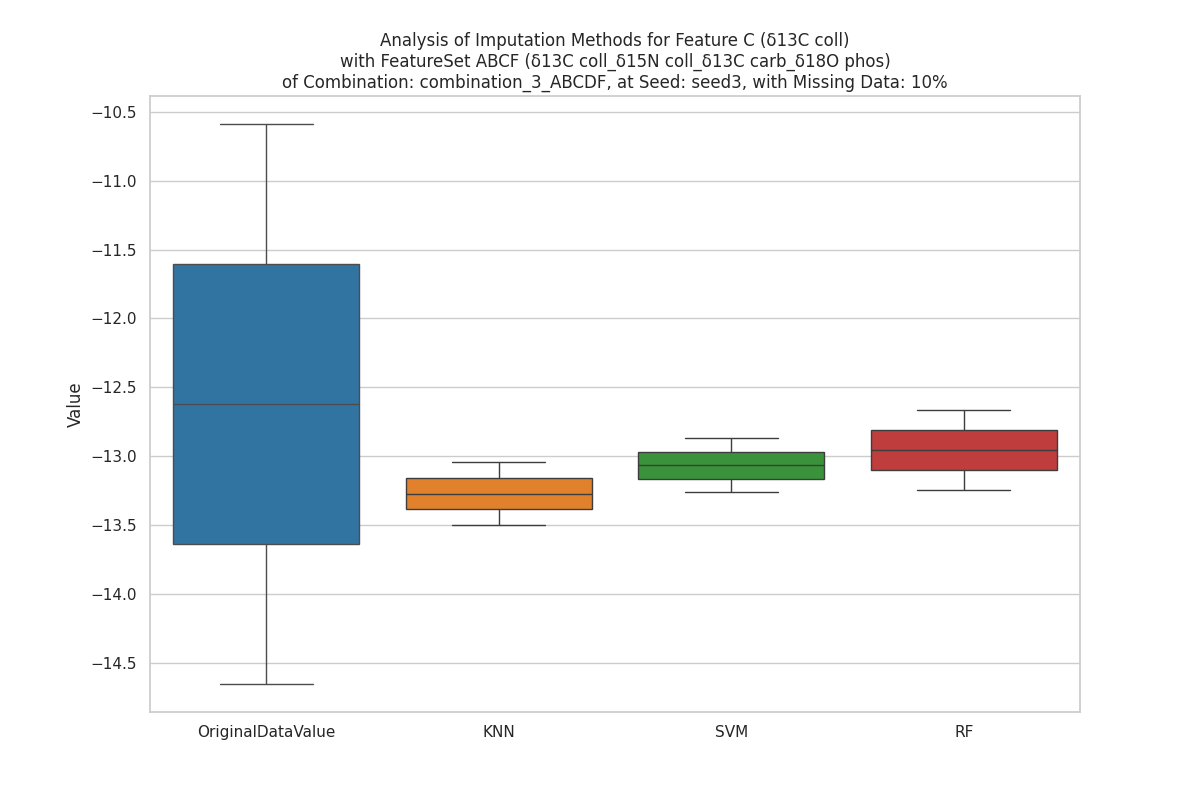 Analysis of Imputation Methods for Feature C (δ13C coll)
with FeatureSet ABCF (δ13C coll_δ15N coll_δ13C carb_δ18O phos)
of Combination: combination_3_ABCDF, at Seed: seed3, with Missing Data: 10%
Value
−10.5
−11.0
−11.5
−12.0
−12.5
−13.0
−13.5
−14.0
−14.5
OriginalDataValue KNN SVM RF